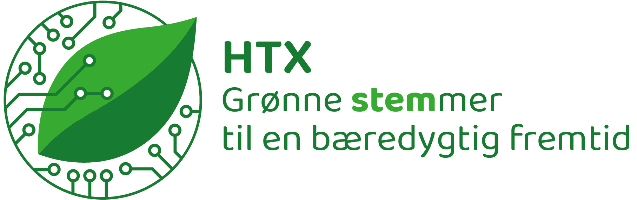 HTX
Grønne stemmer
til en bæredygtig fremtid